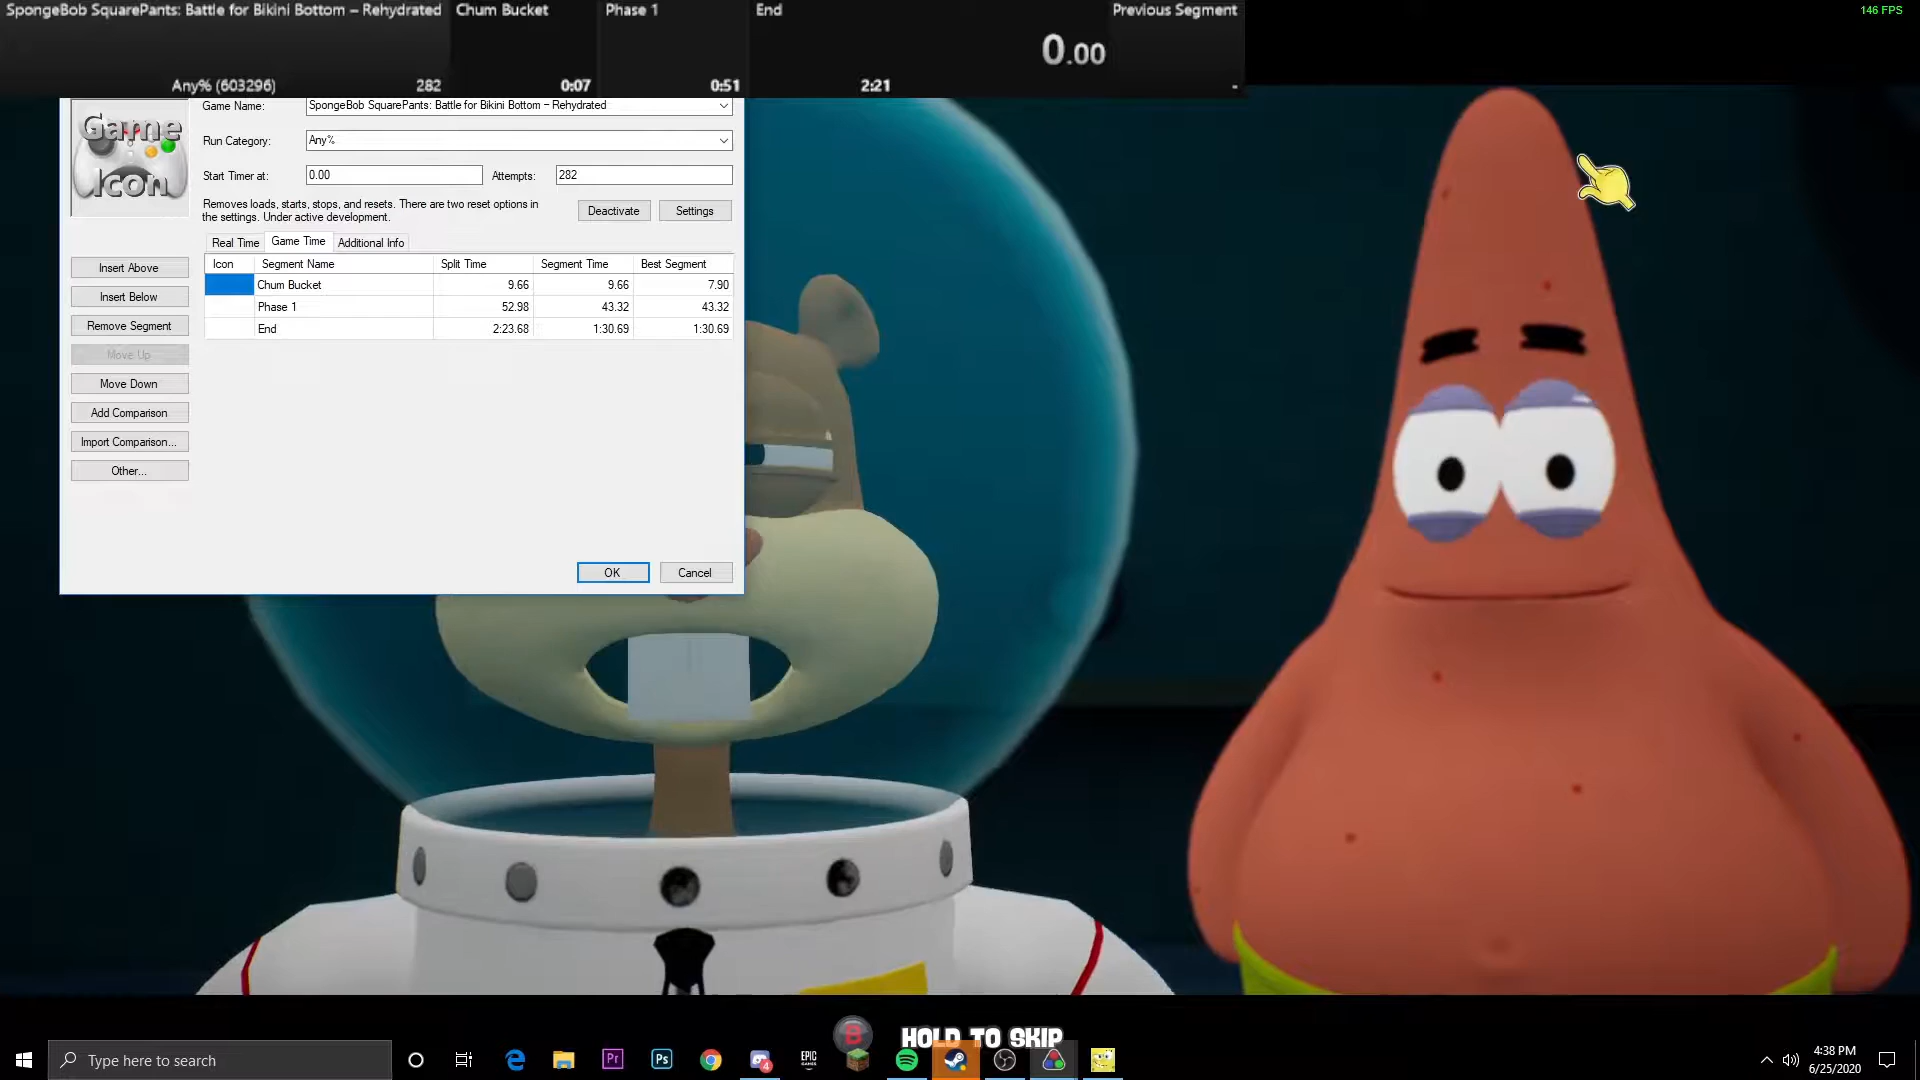 SpongeBob SquarePants: Battle for Bikini Bottom – Rehydrated Chum Bucket Phase 1 End Previous Segment
146 FPS
0.00
Any% (603296) 282 0:07 0:51 2:21 -
Game Icon
Game Name: SpongeBob SquarePants: Battle for Bikini Bottom – Rehydrated
Run Category: Any%
Start Timer at: 0.00 Attempts: 282
Removes loads, starts, stops, and resets. There are two reset options in
the settings. Under active development.
Deactivate Settings
Real Time Game Time Additional Info
Icon Segment Name Split Time Segment Time Best Segment
Chum Bucket 9.66 9.66 7.90
Phase 1 52.98 43.32 43.32
End 2:23.68 1:30.69 1:30.69
Insert Above
Insert Below
Remove Segment
Move Up
Move Down
Add Comparison
Import Comparison...
Other...
OK Cancel
B HOLD TO SKIP
Type here to search
Pr Ps 4 EPIC GAMES
4:38 PM
6/25/2020